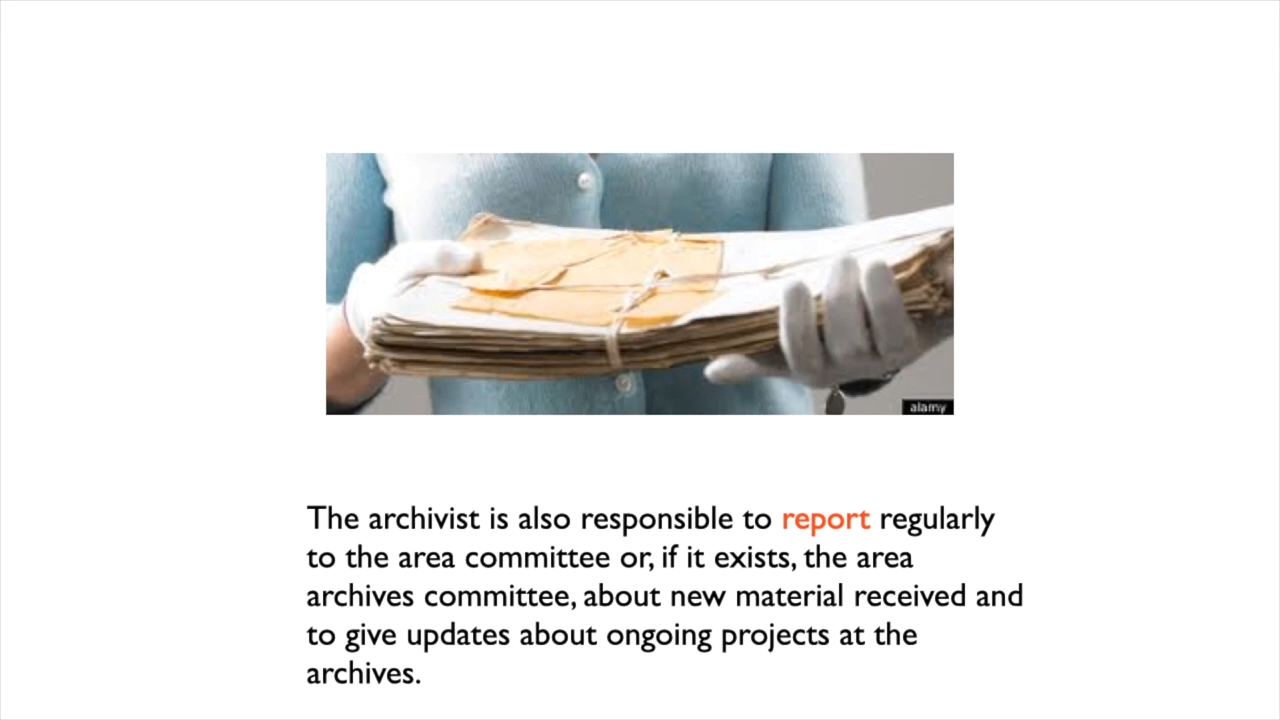 alamy
The archivist is also responsible to report regularly
to the area committee or, if it exists, the area
archives committee, about new material received and
to give updates about ongoing projects at the
archives.